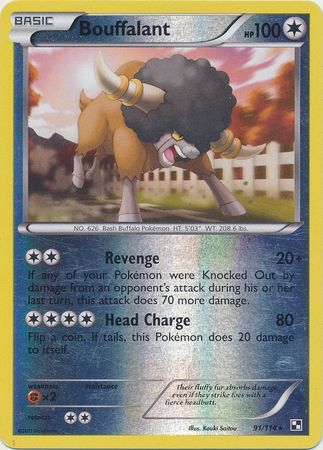 BASIC
Bouffalant HP100
NO. 626 Bash Buffalo Pokémon HT: 5'03" WT: 208.6 lbs.
Revenge 20+
If any of your Pokémon were Knocked Out by
damage from an opponent's attack during his or her
last turn, this attack does 70 more damage.
Head Charge 80
Flip a coin. If tails, this Pokémon does 20 damage
to itself.
weakness resistance
×2
retreat
Their fluffy fur absorbs damage,
even if they strike foes with a
fierce headbutt.
©2011 Pokémon
Illus. Kouki Saitou
91/114 ★